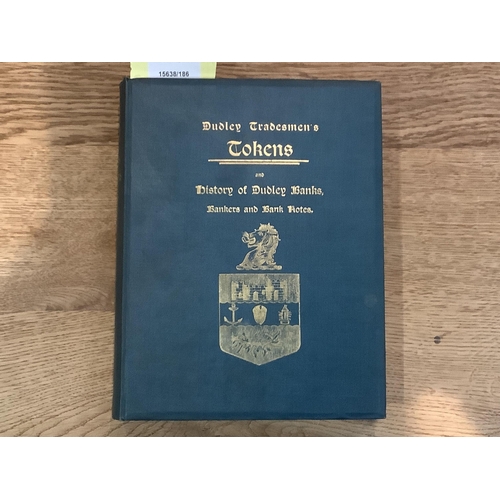 15638/186
Dudley Tradesmen's
Tokens
and
History of Dudley Banks,
Bankers and Bank Notes.